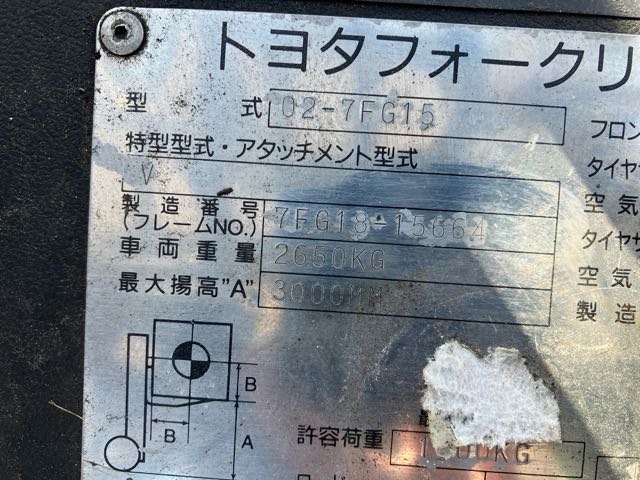 トヨタフォークリ
型 式 02-7FG15
特型型式・アタッチメント型式
V
製造番号
(フレームNO.) 7FG18-15664
車両重量 2650KG
最大揚高"A" 3000MM
フロン
タイヤ
空気
タイヤサ
空気
製造
B
B
A
許容荷重